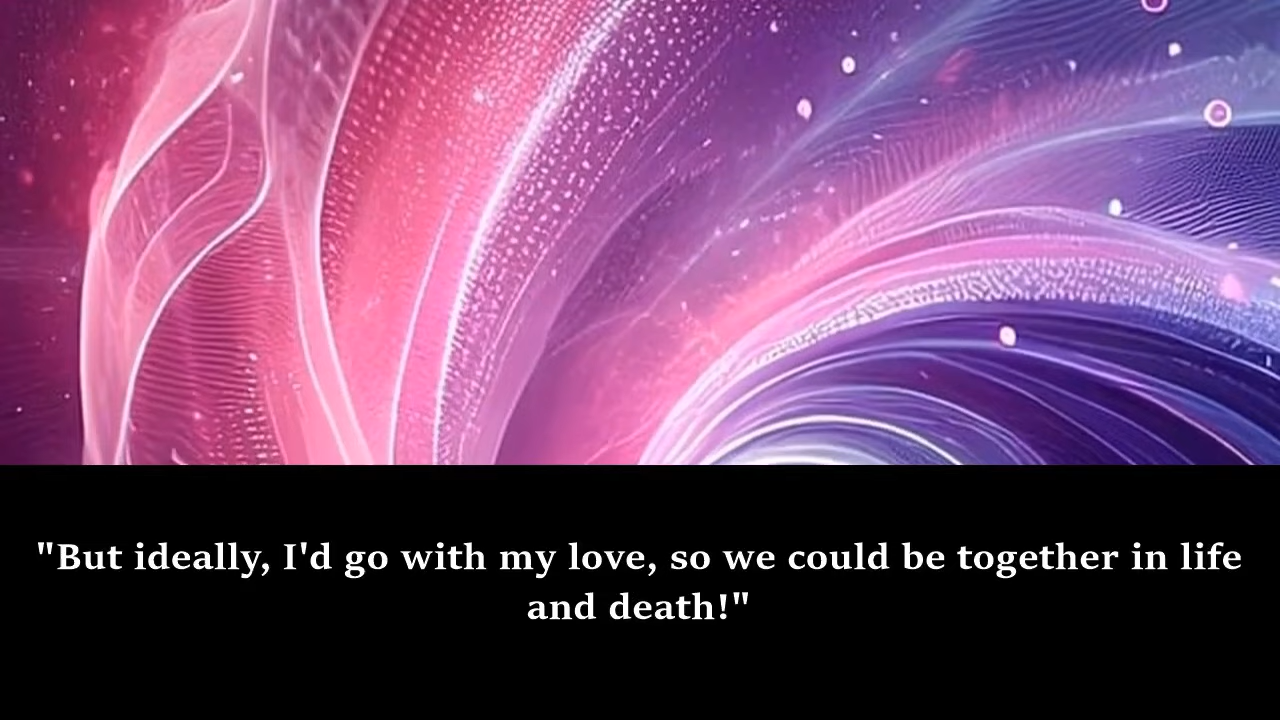 "But ideally, I'd go with my love, so we could be together in life
and death!"